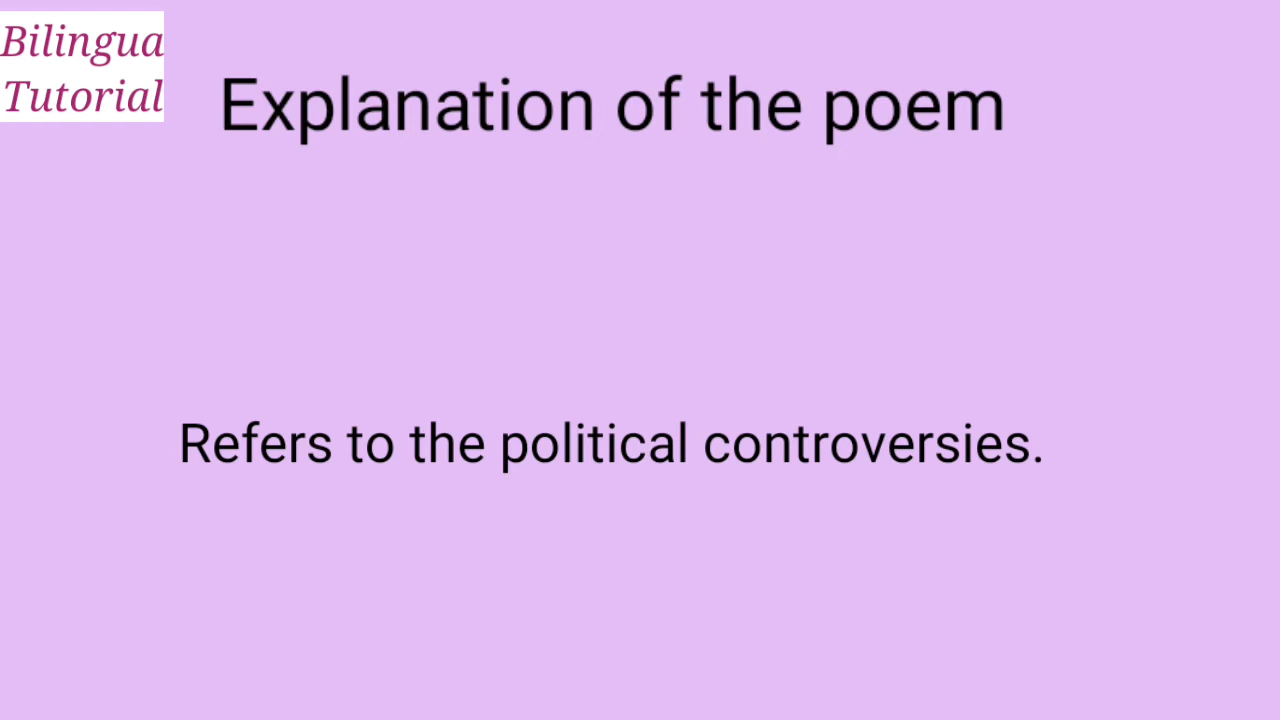 Bilingua
Tutorial
Explanation of the poem
Refers to the political controversies.